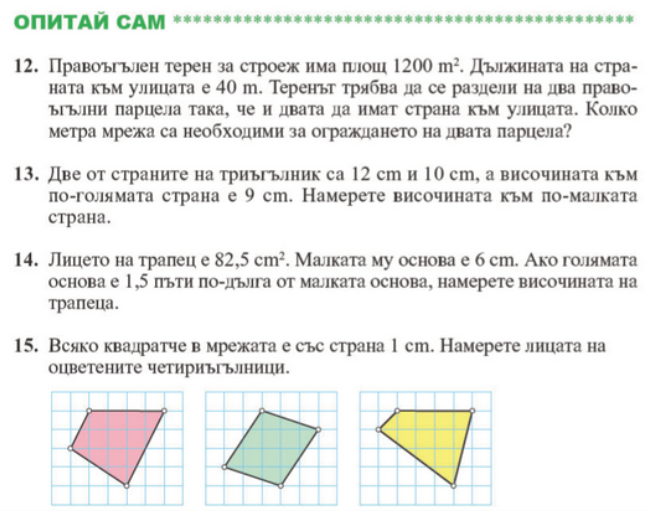 ОПИТАЙ САМ **********************************************
12. Правоъгълен терен за строеж има площ 1200 m². Дължината на стра-
ната към улицата е 40 m. Теренът трябва да се раздели на два право-
ъгълни парцела така, че и двата да имат страна към улицата. Колко
метра мрежа са необходими за ограждането на двата парцела?
13. Две от страните на триъгълник са 12 cm и 10 cm, а височината към
по-голямата страна е 9 cm. Намерете височината към по-малката
страна.
14. Лицето на трапец е 82,5 cm². Малката му основа е 6 cm. Ако голямата
основа е 1,5 пъти по-дълга от малката основа, намерете височината на
трапеца.
15. Всяко квадратче в мрежата е със страна 1 cm. Намерете лицата на
оцветените четириъгълници.